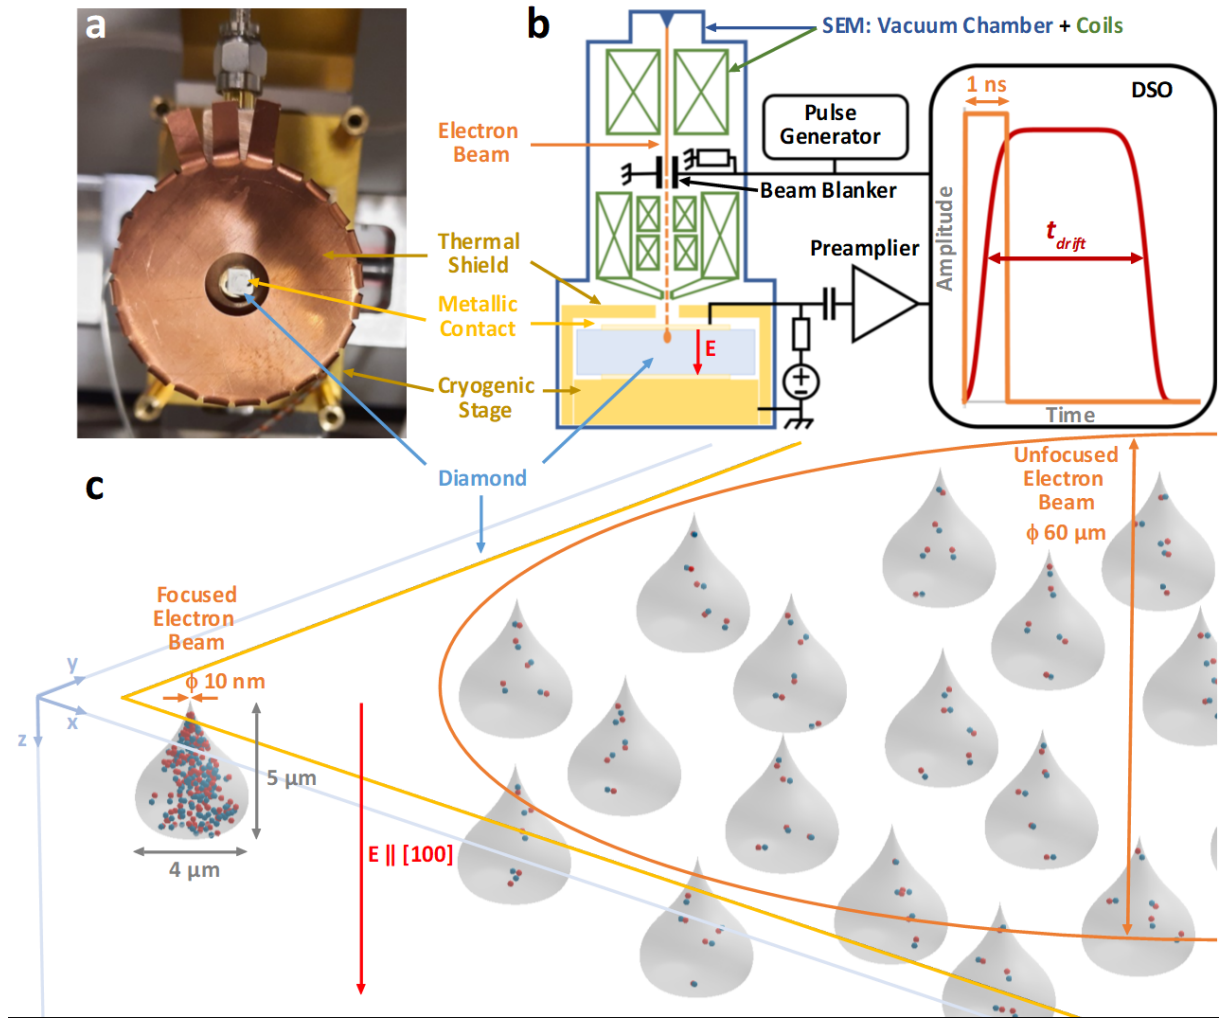 a
b
SEM: Vacuum Chamber + Coils
1 ns
DSO
Pulse
Generator
Electron
Beam
Beam Blanker
Amplitude
t drift
Preamplier
Thermal
Shield
Metallic
Contact
E
Cryogenic
Stage
Time
Diamond
c
Unfocused
Electron
Beam
ϕ 60 μm
Focused
Electron
Beam
y
ϕ 10 nm
x
z
5 μm
E ∥ [100]
4 μm